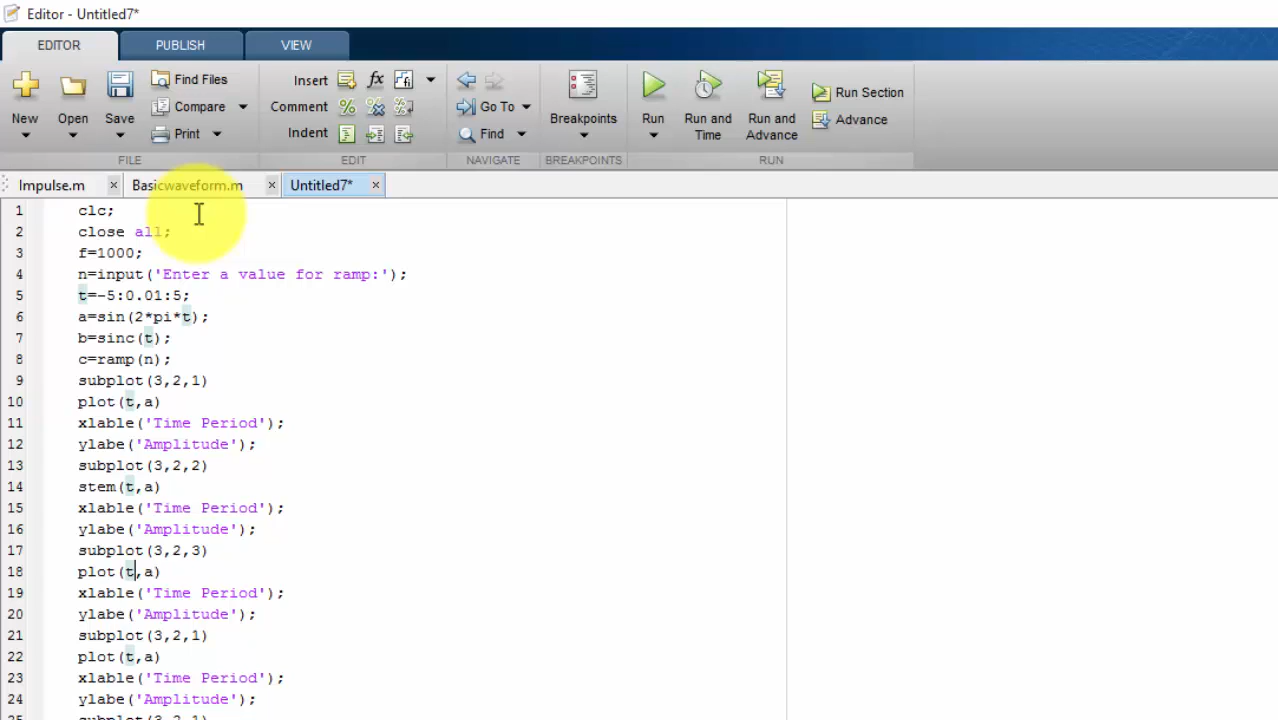 Editor - Untitled7*
EDITOR PUBLISH VIEW
New Open Save Find Files Compare Print FILE
Insert fx Comment % Indent EDIT
Go To Find NAVIGATE
Breakpoints BREAKPOINTS
Run Run and Time Run and Advance Run Section Advance RUN
Impulse.m × Basicwaveform.m × Untitled7* ×
1 clc;
2 close all;
3 f=1000;
4 n=input('Enter a value for ramp:');
5 t=-5:0.01:5;
6 a=sin(2*pi*t);
7 b=sinc(t);
8 c=ramp(n);
9 subplot(3,2,1)
10 plot(t,a)
11 xlable('Time Period');
12 ylabe('Amplitude');
13 subplot(3,2,2)
14 stem(t,a)
15 xlable('Time Period');
16 ylabe('Amplitude');
17 subplot(3,2,3)
18 plot(t,a)
19 xlable('Time Period');
20 ylabe('Amplitude');
21 subplot(3,2,1)
22 plot(t,a)
23 xlable('Time Period');
24 ylabe('Amplitude');
25 subplot(3,2,1)